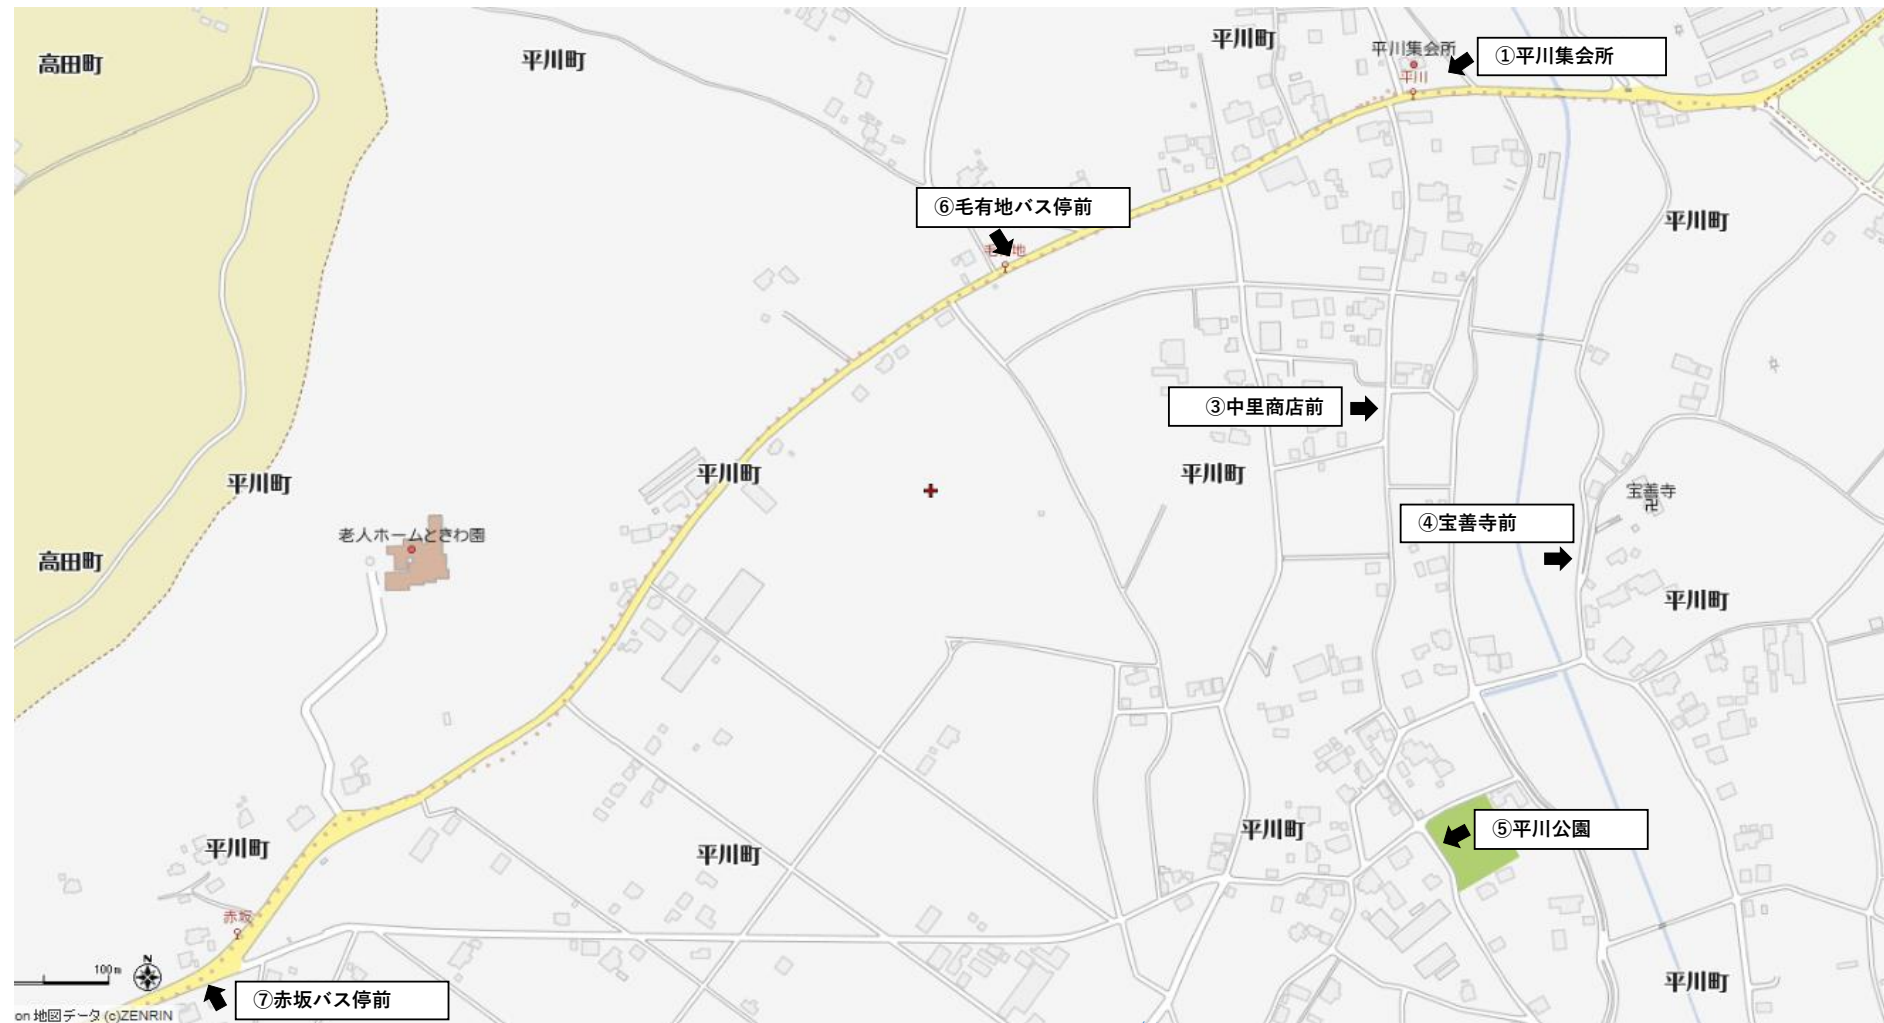 平川町
①平川集会所
平川集会所
平川
高田町
平川町
⑥毛有地バス停前
平川町
③中里商店前
平川町
平川町
平川町
宝善寺
④宝善寺前
老人ホームときわ園
高田町
平川町
⑤平川公園
平川町
平川町
平川町
赤坂
N
100m
平川町
⑦赤坂バス停前
on 地図データ (c)ZENRIN